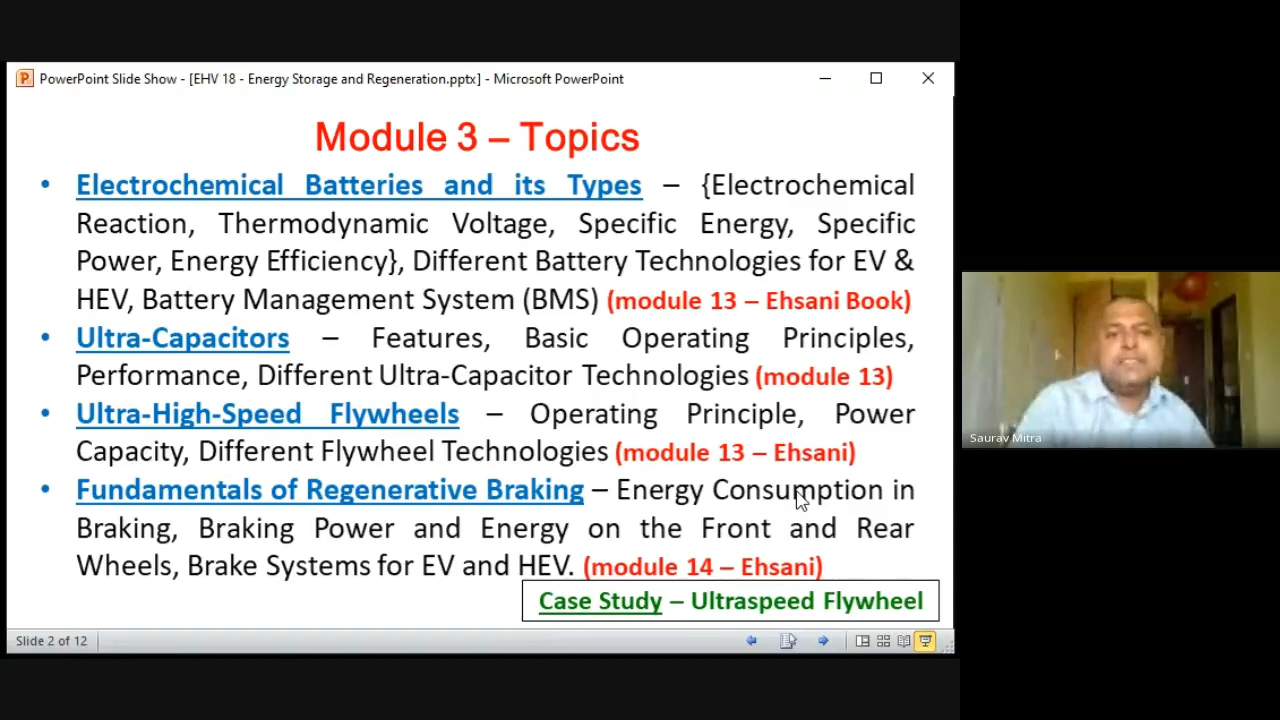 PowerPoint Slide Show - [EHV 18 - Energy Storage and Regeneration.pptx] - Microsoft PowerPoint
Module 3 – Topics
• Electrochemical Batteries and its Types – {Electrochemical
Reaction, Thermodynamic Voltage, Specific Energy, Specific
Power, Energy Efficiency}, Different Battery Technologies for EV &
HEV, Battery Management System (BMS) (module 13 – Ehsani Book)
• Ultra-Capacitors – Features, Basic Operating Principles,
Performance, Different Ultra-Capacitor Technologies (module 13)
• Ultra-High-Speed Flywheels – Operating Principle, Power
Capacity, Different Flywheel Technologies (module 13 – Ehsani)
• Fundamentals of Regenerative Braking – Energy Consumption in
Braking, Braking Power and Energy on the Front and Rear
Wheels, Brake Systems for EV and HEV. (module 14 – Ehsani)
Case Study – Ultraspeed Flywheel
Slide 2 of 12
Saurav Mitra